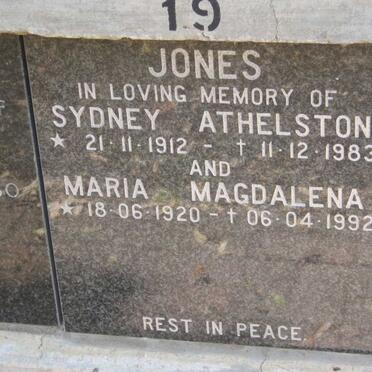 19
JONES
IN LOVING MEMORY OF
SYDNEY ATHELSTON
★ 21·11·1912 - † 11·12·1983
AND
MARIA MAGDALENA
★ 18·06·1920 - † 06·04·1992
REST IN PEACE.